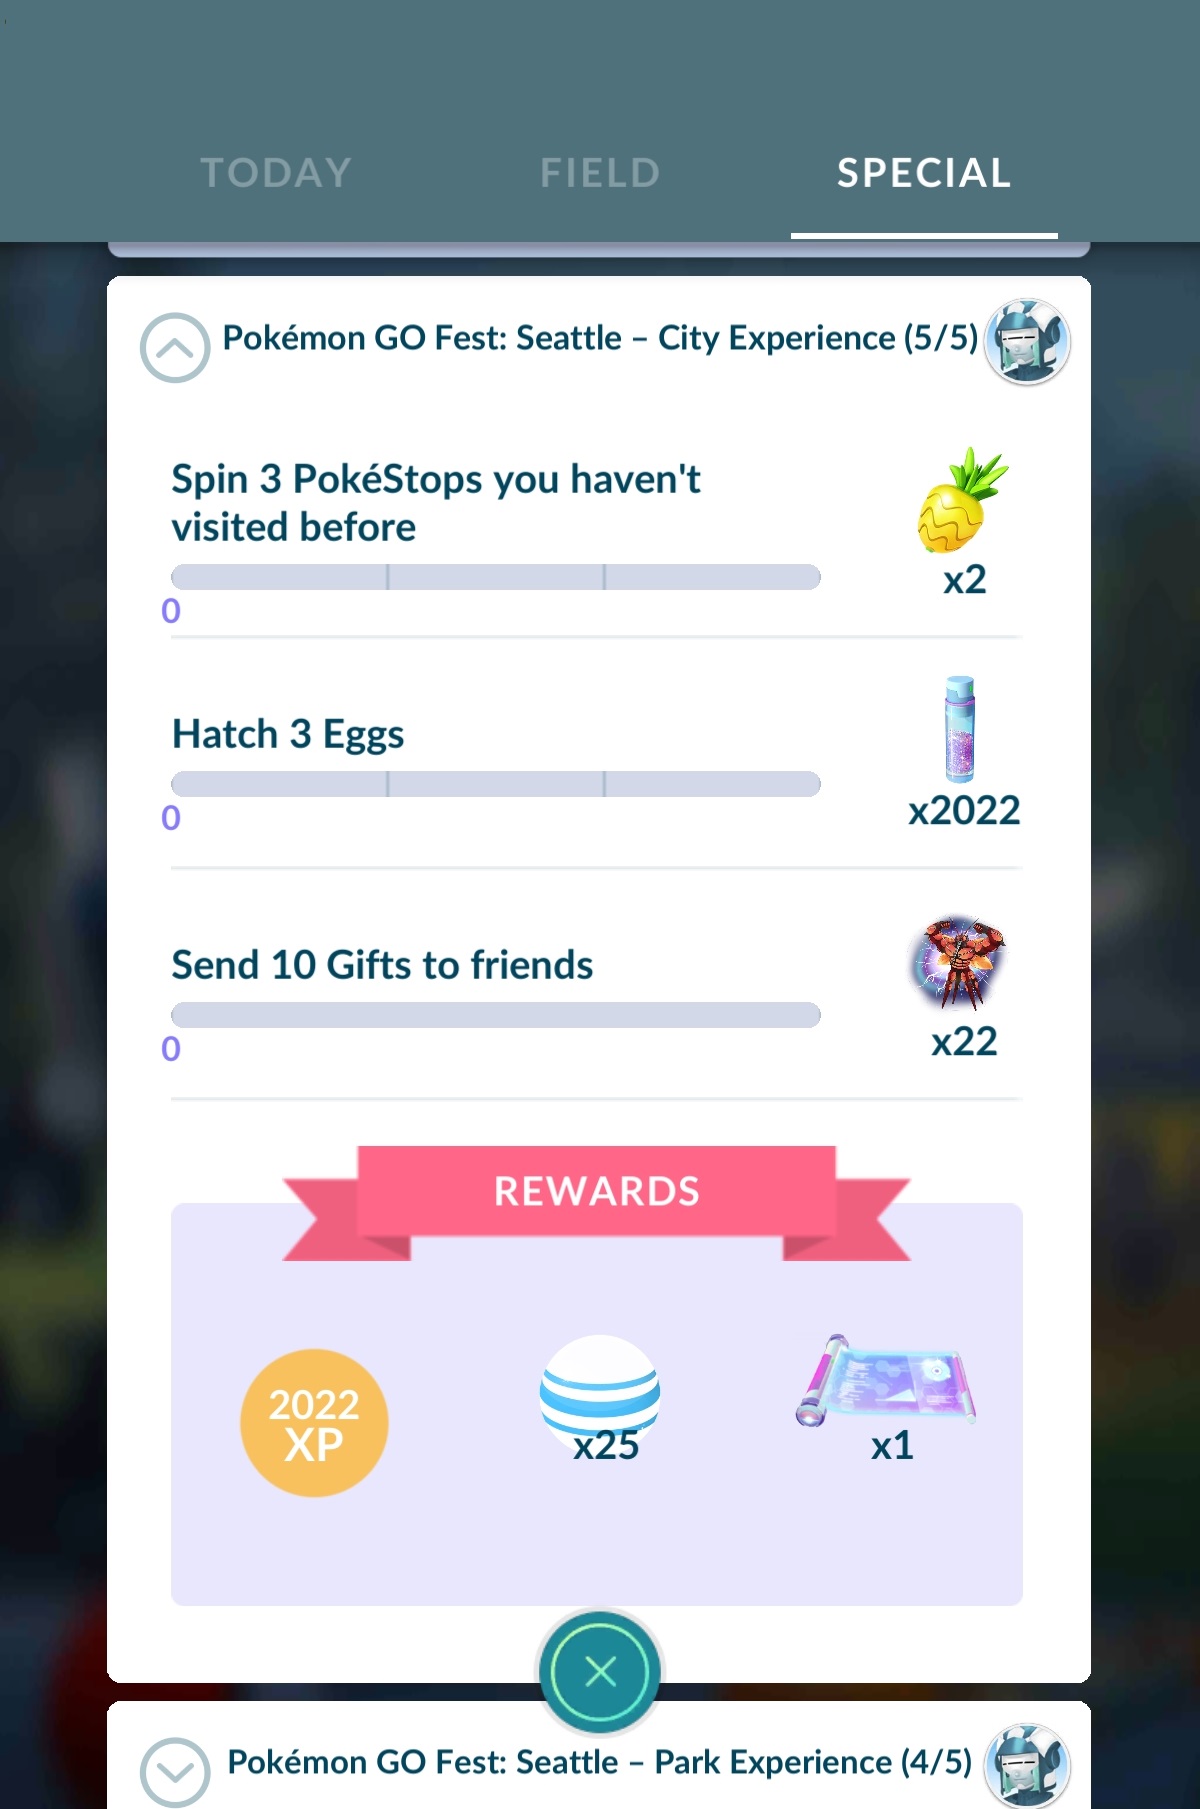 TODAY
FIELD
SPECIAL
Pokémon GO Fest: Seattle – City Experience (5/5)
Spin 3 PokéStops you haven't
visited before
0
x2
Hatch 3 Eggs
0
x2022
Send 10 Gifts to friends
0
x22
REWARDS
2022
XP
x25
x1
Pokémon GO Fest: Seattle – Park Experience (4/5)